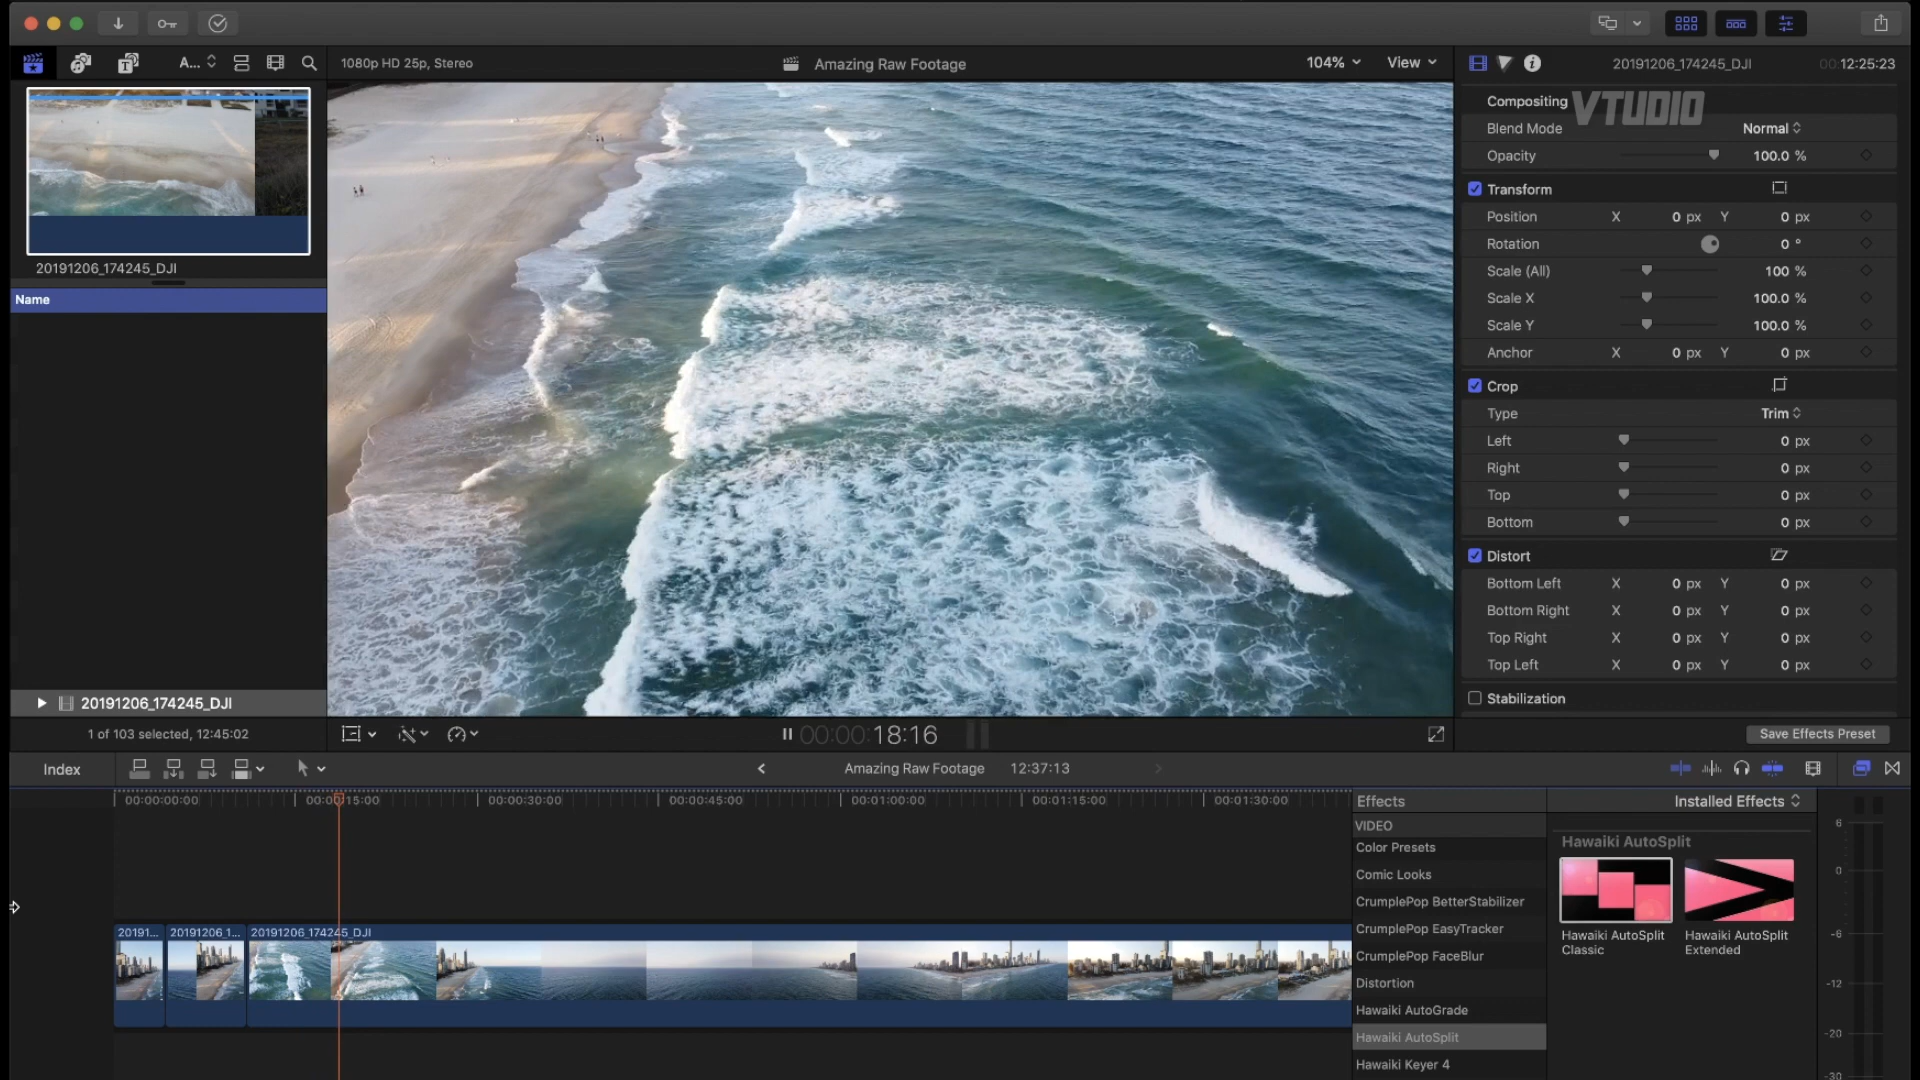 A...
1080p HD 25p, Stereo
Amazing Raw Footage
104%
View
20191206_174245_DJI
00:12:25:23
VTUDIO
20191206_174245_DJI
Name
20191206_174245_DJI
1 of 103 selected, 12:45:02
Compositing
Blend Mode Normal
Opacity 100.0 %
Transform
Position X 0 px Y 0 px
Rotation 0 °
Scale (All) 100 %
Scale X 100.0 %
Scale Y 100.0 %
Anchor X 0 px Y 0 px
Crop
Type Trim
Left 0 px
Right 0 px
Top 0 px
Bottom 0 px
Distort
Bottom Left X 0 px Y 0 px
Bottom Right X 0 px Y 0 px
Top Right X 0 px Y 0 px
Top Left X 0 px Y 0 px
Stabilization
Save Effects Preset
00:00:18:16
Index
Amazing Raw Footage 12:37:13
00:00:00:00 00:00:15:00 00:00:30:00 00:00:45:00 00:01:00:00 00:01:15:00 00:01:30:00
20191... 20191206_1... 20191206_174245_DJI
Effects
Installed Effects
VIDEO
Color Presets
Comic Looks
CrumplePop BetterStabilizer
CrumplePop EasyTracker
CrumplePop FaceBlur
Distortion
Hawaiki AutoGrade
Hawaiki AutoSplit
Hawaiki Keyer 4
Hawaiki AutoSplit
Hawaiki AutoSplit
Classic
Hawaiki AutoSplit
Extended
6
0
-6
-12
-20
-30